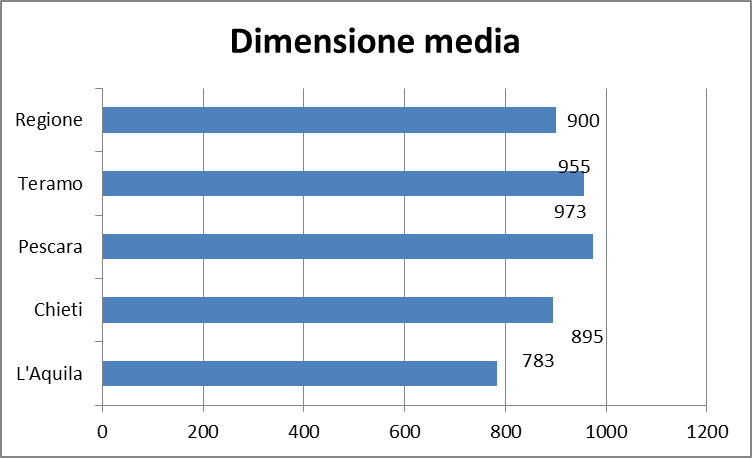 Dimensione media
Regione
900
Teramo
955
973
Pescara
Chieti
895
L'Aquila
783
0 200 400 600 800 1000 1200